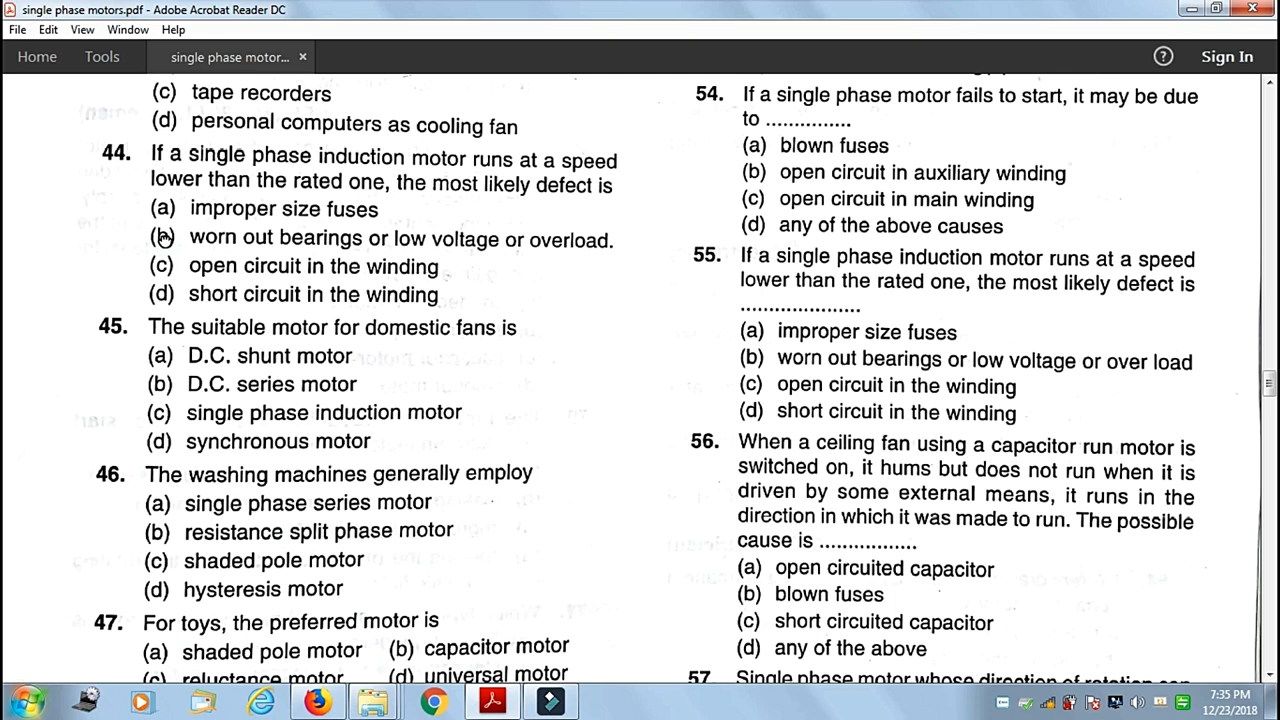 single phase motors.pdf - Adobe Acrobat Reader DC
File Edit View Window Help
Home Tools single phase motor... × ? Sign In
(c) tape recorders
(d) personal computers as cooling fan
44. If a single phase induction motor runs at a speed
lower than the rated one, the most likely defect is
(a) improper size fuses
(b) worn out bearings or low voltage or overload.
(c) open circuit in the winding
(d) short circuit in the winding
45. The suitable motor for domestic fans is
(a) D.C. shunt motor
(b) D.C. series motor
(c) single phase induction motor
(d) synchronous motor
46. The washing machines generally employ
(a) single phase series motor
(b) resistance split phase motor
(c) shaded pole motor
(d) hysteresis motor
47. For toys, the preferred motor is
(a) shaded pole motor (b) capacitor motor
(c) reluctance motor (d) universal motor
54. If a single phase motor fails to start, it may be due
to ...............
(a) blown fuses
(b) open circuit in auxiliary winding
(c) open circuit in main winding
(d) any of the above causes
55. If a single phase induction motor runs at a speed
lower than the rated one, the most likely defect is
.....................
(a) improper size fuses
(b) worn out bearings or low voltage or over load
(c) open circuit in the winding
(d) short circuit in the winding
56. When a ceiling fan using a capacitor run motor is
switched on, it hums but does not run when it is
driven by some external means, it runs in the
direction in which it was made to run. The possible
cause is .................
(a) open circuited capacitor
(b) blown fuses
(c) short circuited capacitor
(d) any of the above
57. Single phase motor whose direction of rotation can
7:35 PM
12/23/2018